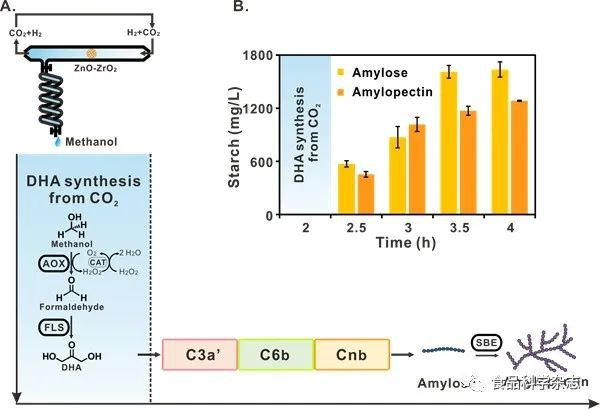 A.
CO₂+H₂
H₂+CO₂
ZnO-ZrO₂
Methanol
DHA synthesis
from CO₂
OH
H
H
H
Methanol
AOX
O₂
2 H₂O
CAT
H₂O₂
H₂O₂
O
H
H
Formaldehyde
FLS
O
HO
OH
DHA
C3a'
C6b
Cnb
Amylos
SBE
in
食品科学杂志
B.
Starch (mg/L)
1800
1200
600
0
DHA synthesis
from CO₂
Amylose
Amylopectin
2
2.5
3
3.5
4
Time (h)